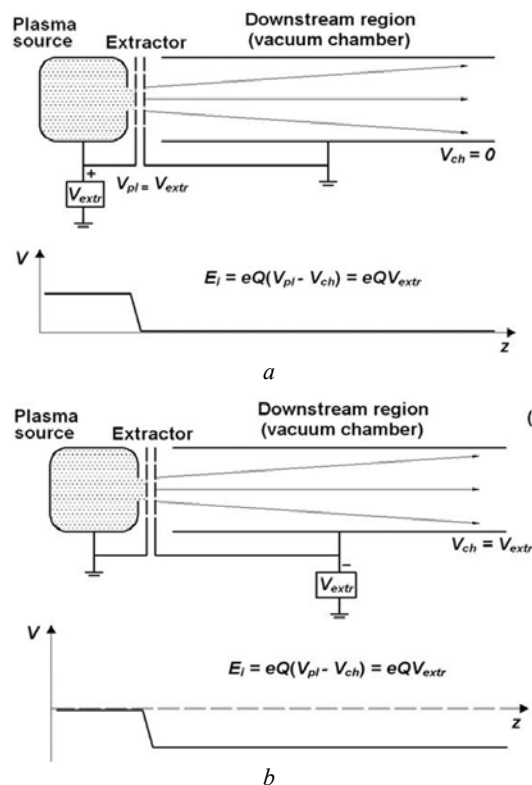 Plasma source
Extractor
Downstream region
(vacuum chamber)
V_ch = 0
+
V_extr
V_pl = V_extr
V
E_i = eQ(V_pl - V_ch) = eQV_extr
z
a
Plasma source
Extractor
Downstream region
(vacuum chamber)
(
V_ch = V_extr
–
V_extr
V
E_i = eQ(V_pl - V_ch) = eQV_extr
z
b